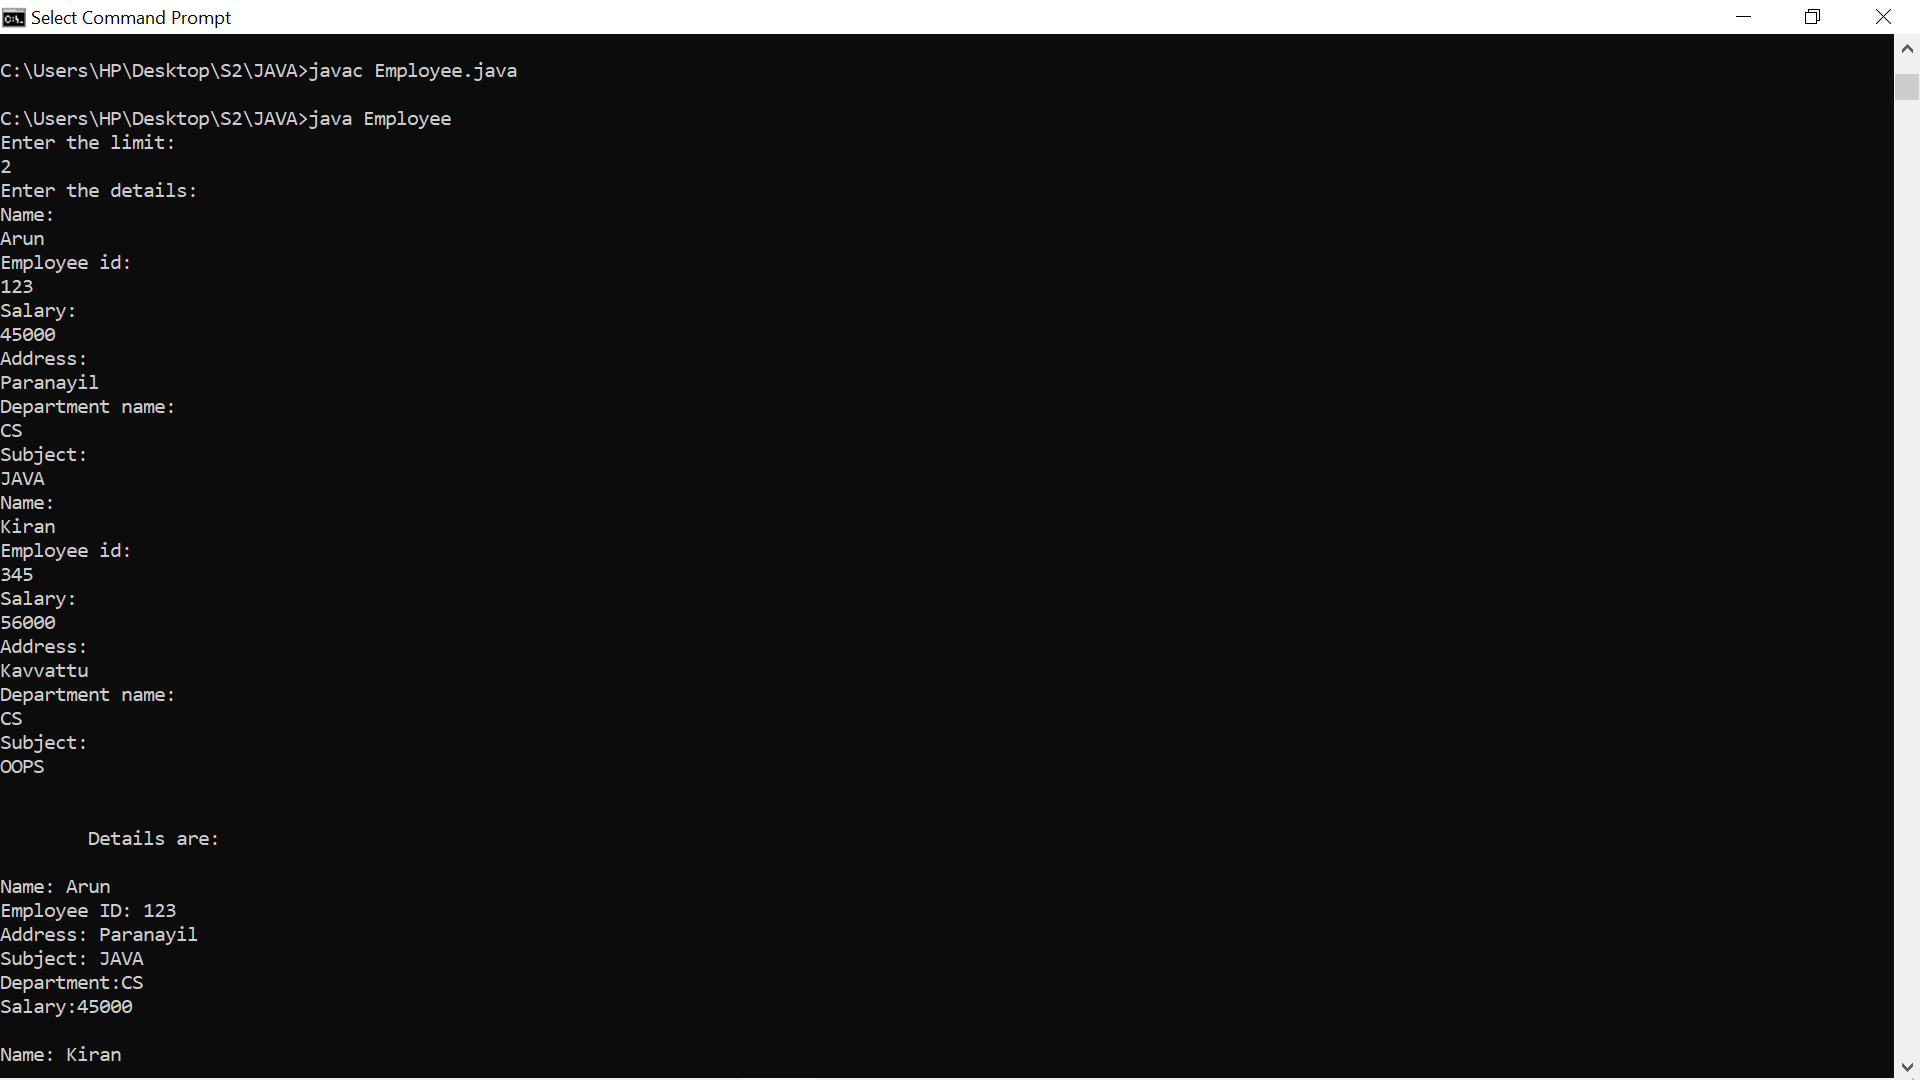 Select Command Prompt
C:\Users\HP\Desktop\S2\JAVA>javac Employee.java
C:\Users\HP\Desktop\S2\JAVA>java Employee
Enter the limit:
2
Enter the details:
Name:
Arun
Employee id:
123
Salary:
45000
Address:
Paranayil
Department name:
CS
Subject:
JAVA
Name:
Kiran
Employee id:
345
Salary:
56000
Address:
Kavvattu
Department name:
CS
Subject:
OOPS
Details are:
Name: Arun
Employee ID: 123
Address: Paranayil
Subject: JAVA
Department:CS
Salary:45000
Name: Kiran